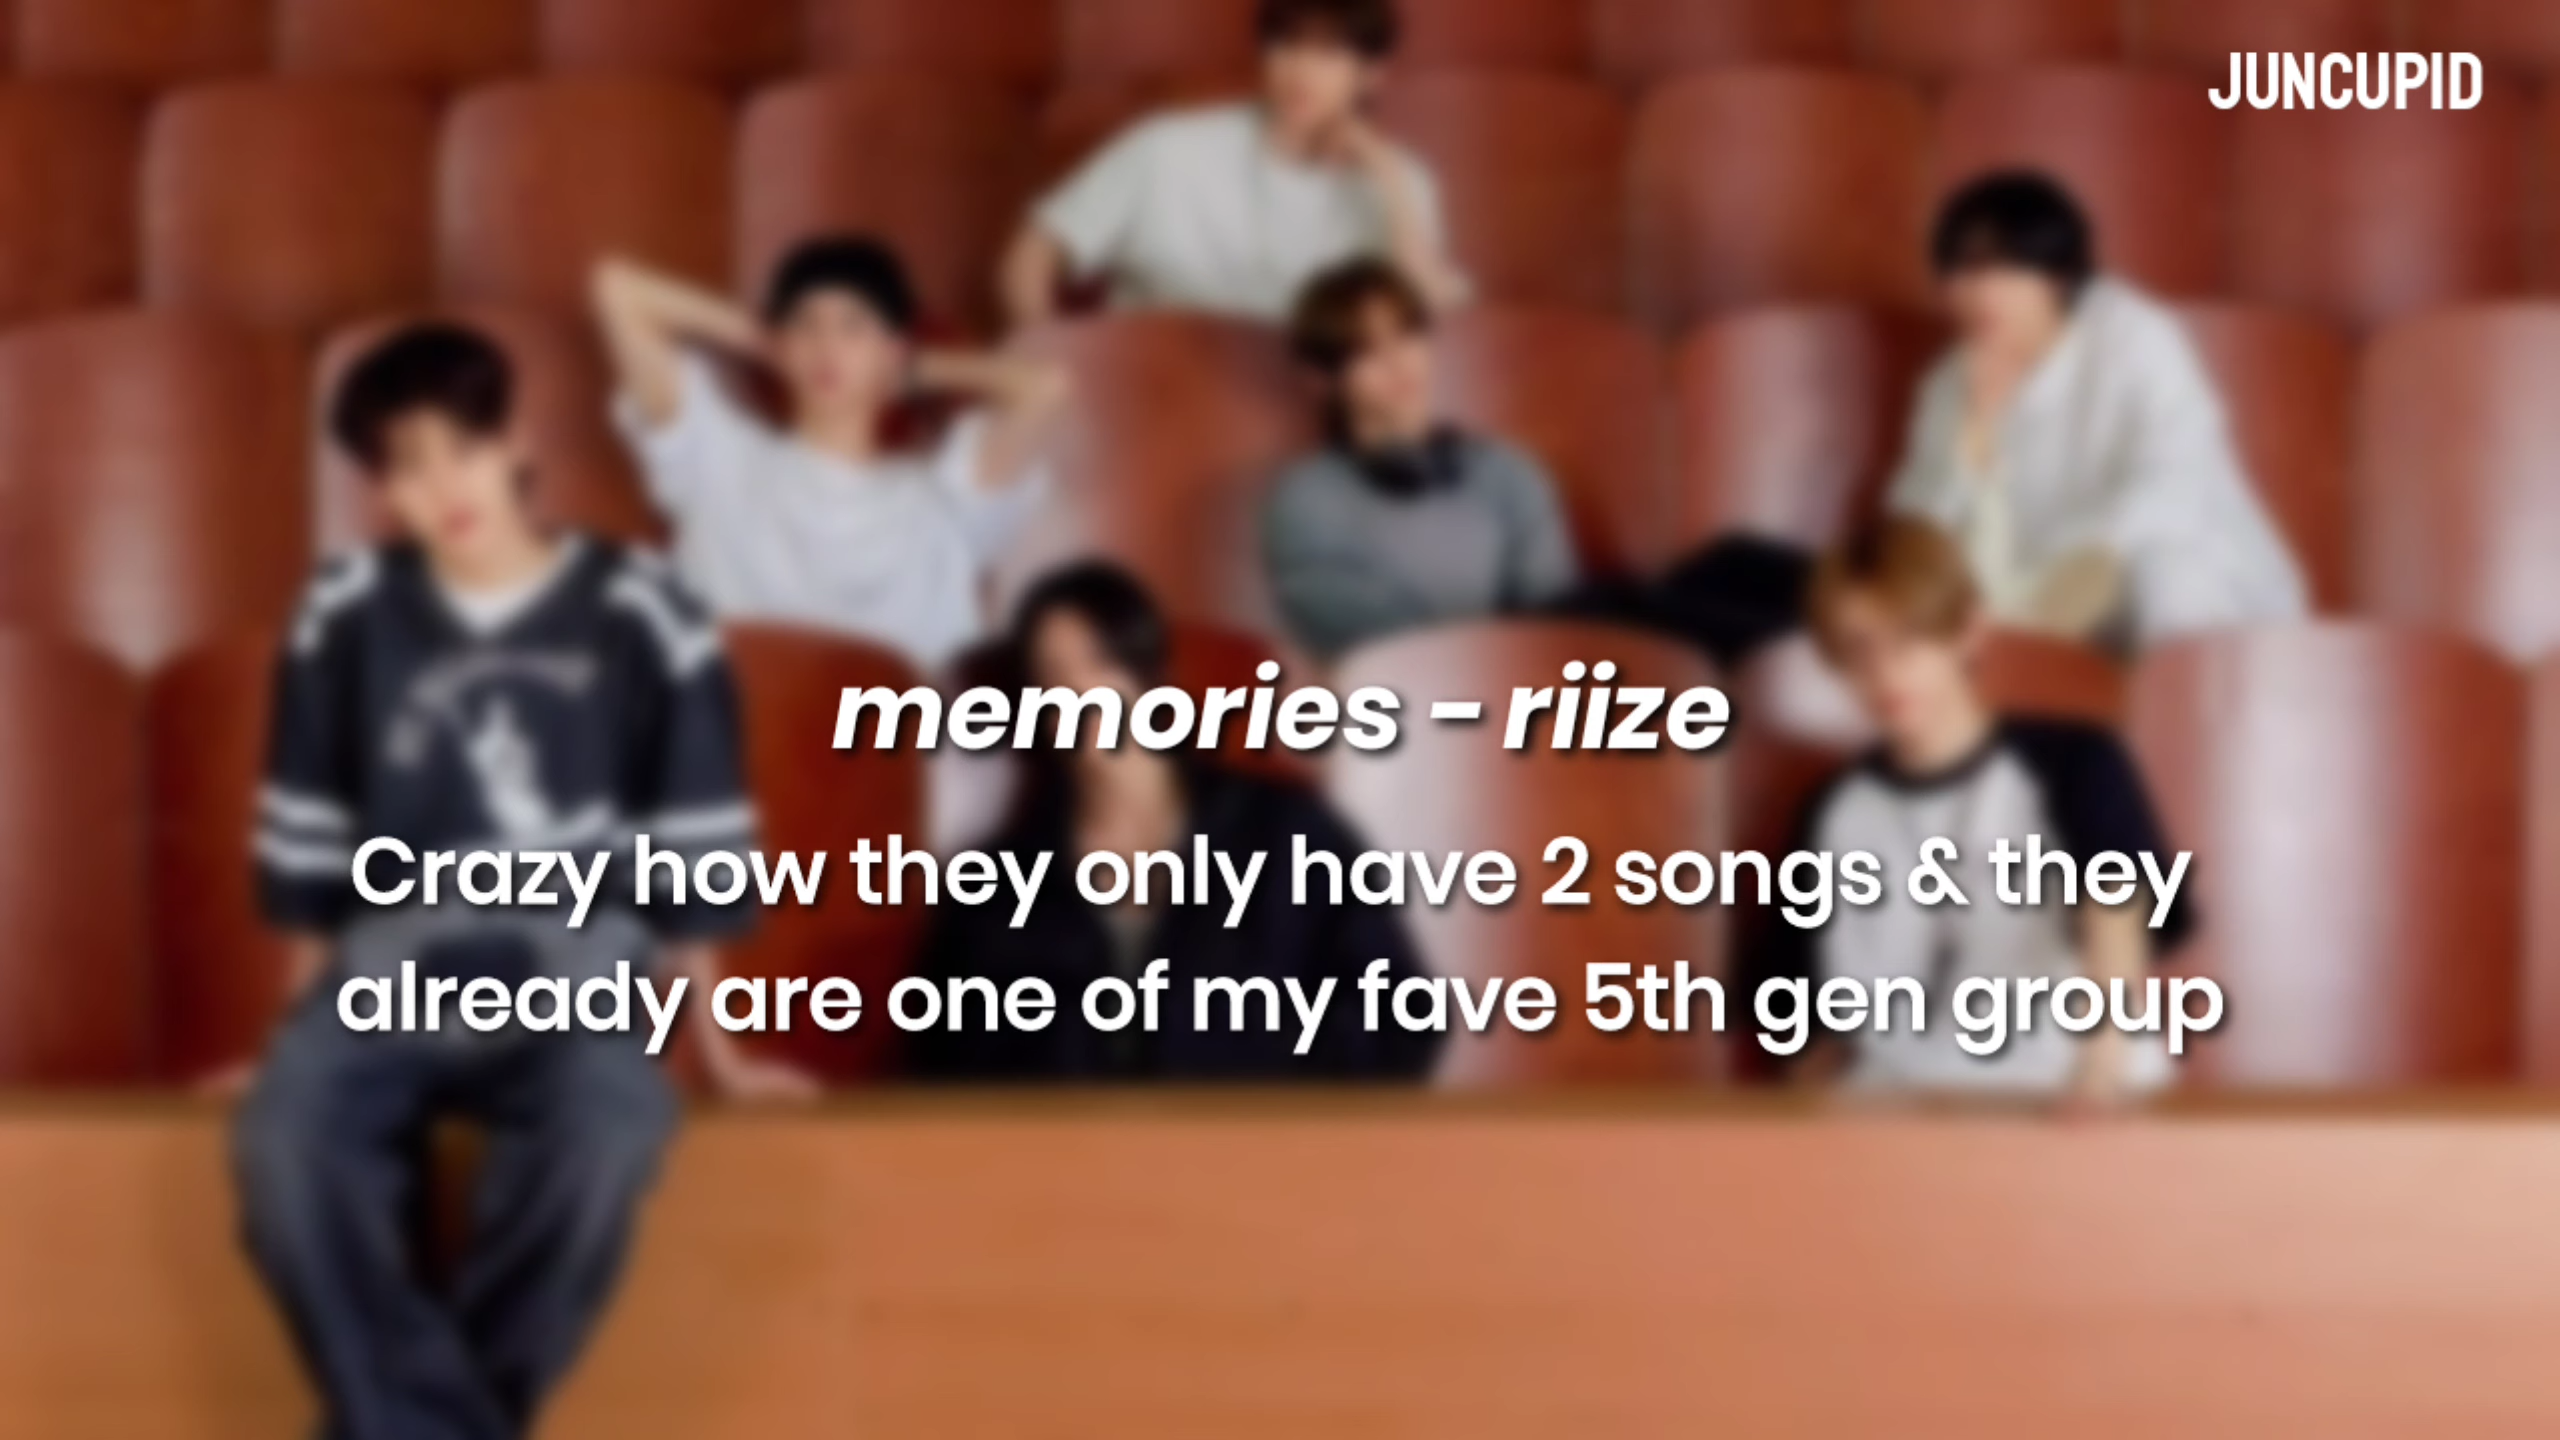 JUNCUPID
memories - riize
Crazy how they only have 2 songs & they
already are one of my fave 5th gen group